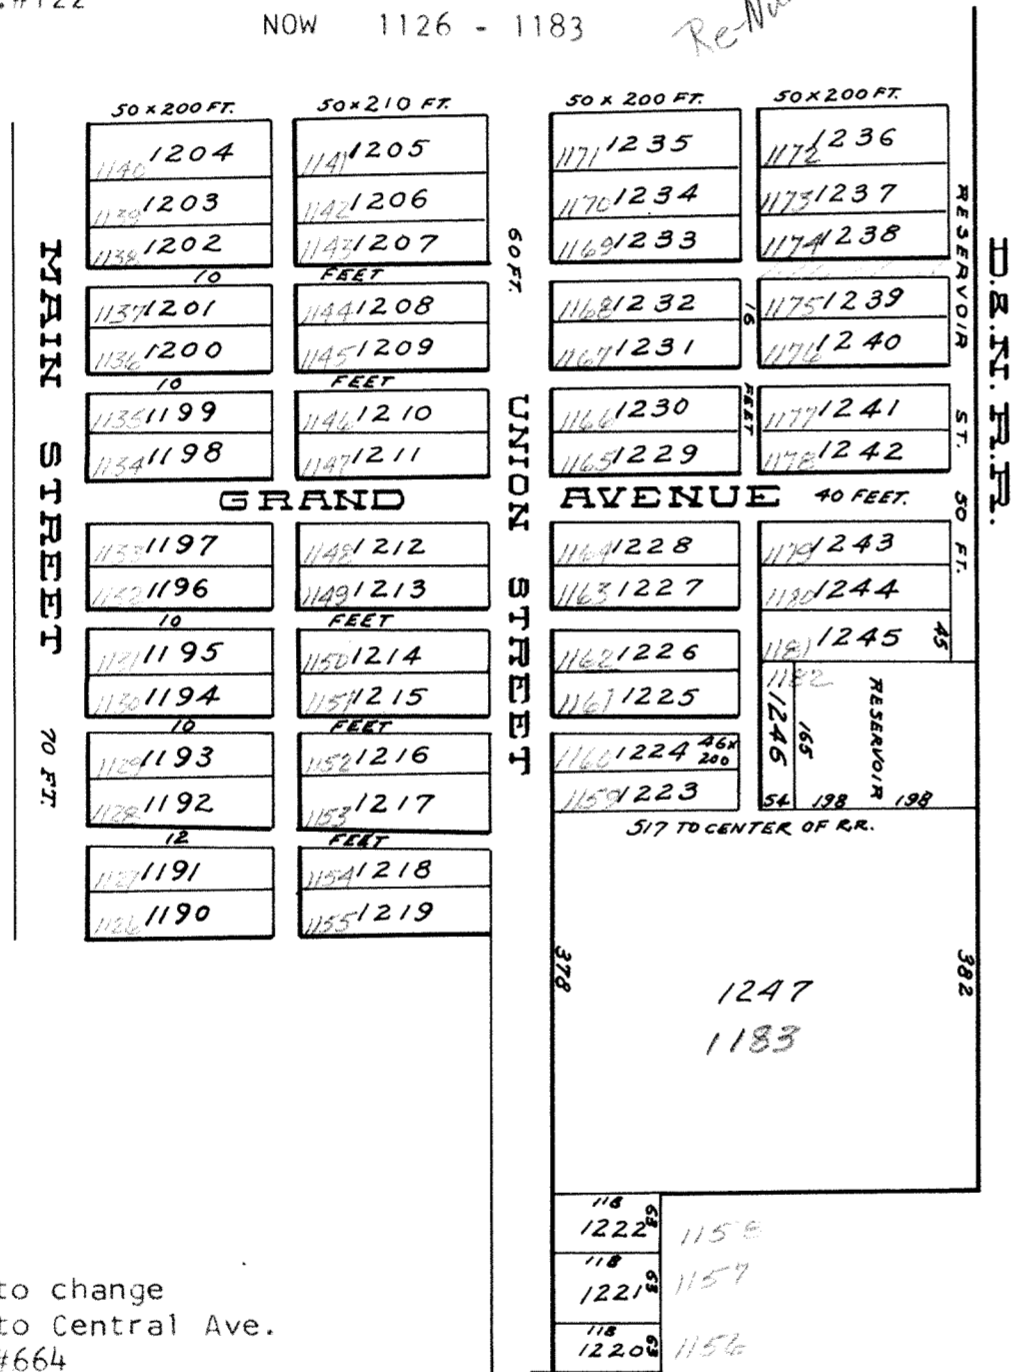 #122
NOW 1126 - 1183
Re-Nu
50 x 200 FT. 50 x 210 FT. 50 x 200 FT. 50 x 200 FT.
1140 1204 1141 1205 1171 1235 1172 1236
1139 1203 1142 1206 1170 1234 1173 1237
1138 1202 1143 1207 1169 1233 1174 1238
10 FEET
1137 1201 1144 1208 1168 1232 1175 1239
1136 1200 1145 1209 1167 1231 1176 1240
10 FEET
1135 1199 1146 1210 1166 1230 1177 1241
1134 1198 1147 1211 1165 1229 1178 1242
16 FEET
GRAND AVENUE 40 FEET.
1133 1197 1148 1212 1164 1228 1179 1243
1132 1196 1149 1213 1163 1227 1180 1244
10 FEET
1131 1195 1150 1214 1162 1226 1181 1245 45
1130 1194 1151 1215 1161 1225 1182 1246 165
10 FEET
1129 1193 1152 1216 1160 1224 46x200
1128 1192 1153 1217 1159 1223 54 198 198
12 FEET
1127 1191 1154 1218
1126 1190 1155 1219
MAIN STREET 70 FT.
60 FT. UNION STREET
RESERVOIR ST. 50 FT.
D.&N. R.R.
RESERVOIR
517 TO CENTER OF R.R.
378 382
1247
1183
118 63
1222 1158
118 63
1221 1157
118 63
1220 1156
to change
to Central Ave.
#664